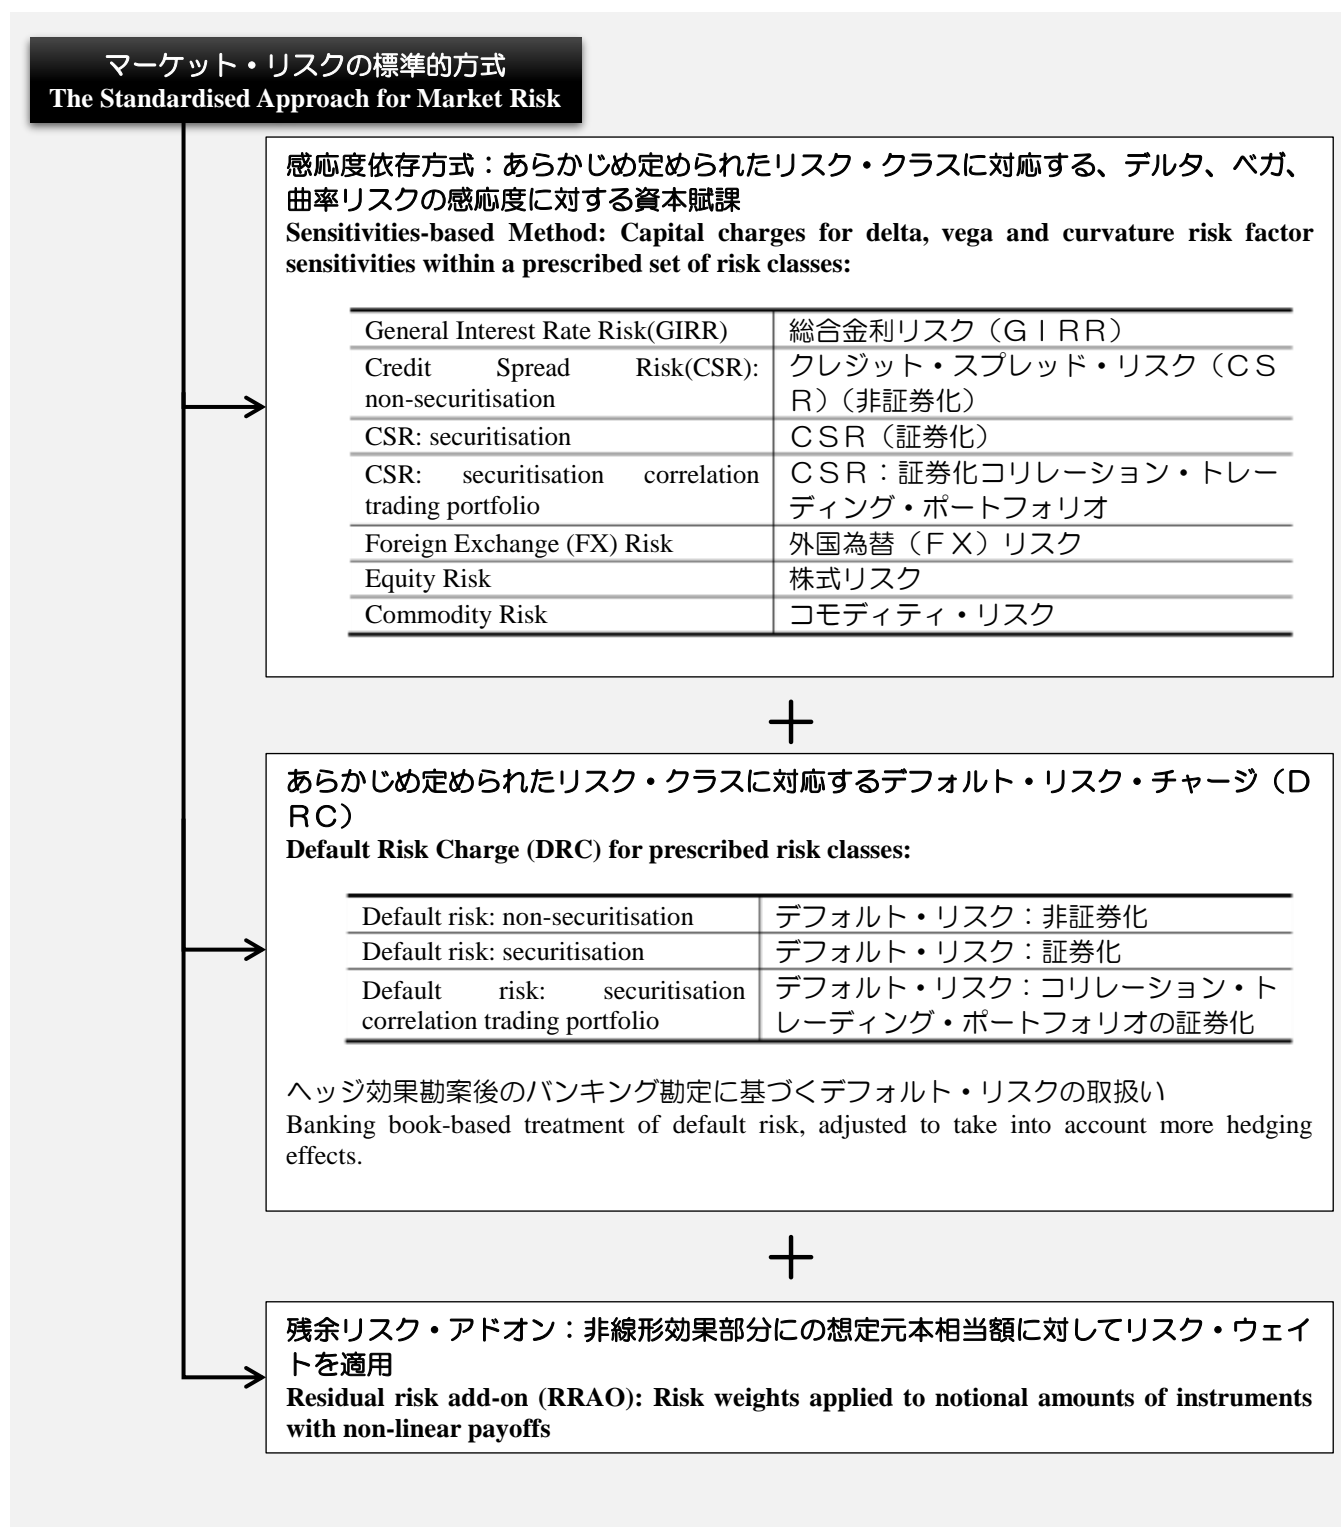 マーケット・リスクの標準的方式
The Standardised Approach for Market Risk
感応度依存方式：あらかじめ定められたリスク・クラスに対応する、デルタ、ベガ、
曲率リスクの感応度に対する資本賦課
Sensitivities-based Method: Capital charges for delta, vega and curvature risk factor
sensitivities within a prescribed set of risk classes:
General Interest Rate Risk(GIRR)
総合金利リスク（ＧＩＲＲ）
Credit Spread Risk(CSR):
non-securitisation
クレジット・スプレッド・リスク（ＣＳ
Ｒ）（非証券化）
CSR: securitisation
ＣＳＲ（証券化）
CSR: securitisation correlation
trading portfolio
ＣＳＲ：証券化コリレーション・トレー
ディング・ポートフォリオ
Foreign Exchange (FX) Risk
外国為替（ＦＸ）リスク
Equity Risk
株式リスク
Commodity Risk
コモディティ・リスク
＋
あらかじめ定められたリスク・クラスに対応するデフォルト・リスク・チャージ（Ｄ
ＲＣ）
Default Risk Charge (DRC) for prescribed risk classes:
Default risk: non-securitisation
デフォルト・リスク：非証券化
Default risk: securitisation
デフォルト・リスク：証券化
Default risk: securitisation
correlation trading portfolio
デフォルト・リスク：コリレーション・ト
レーディング・ポートフォリオの証券化
ヘッジ効果勘案後のバンキング勘定に基づくデフォルト・リスクの取扱い
Banking book-based treatment of default risk, adjusted to take into account more hedging
effects.
＋
残余リスク・アドオン：非線形効果部分にの想定元本相当額に対してリスク・ウェイ
トを適用
Residual risk add-on (RRAO): Risk weights applied to notional amounts of instruments
with non-linear payoffs